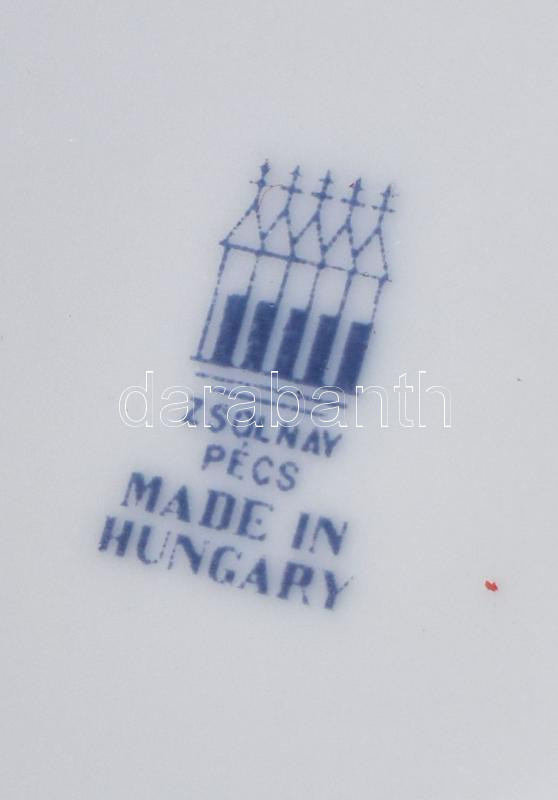 darabanth
ZSOLNAY
PÉCS
MADE IN
HUNGARY